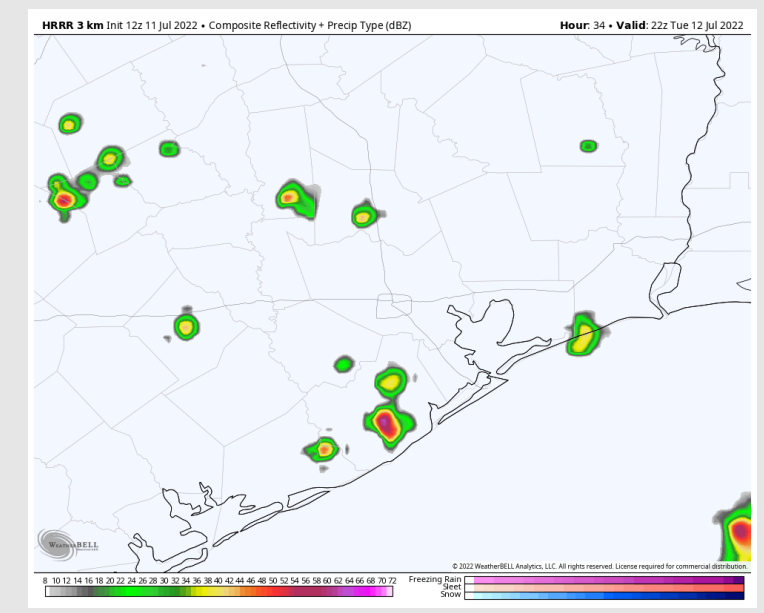 HRRR 3 km Init 12z 11 Jul 2022 • Composite Reflectivity + Precip Type (dBZ) Hour: 34 • Valid: 22z Tue 12 Jul 2022
WEATHERBELL
© 2022 WeatherBELL Analytics, LLC. All rights reserved. License required for commercial distribution.
8 10 12 14 16 18 20 22 24 26 28 30 32 34 36 38 40 42 44 46 48 50 52 54 56 58 60 62 64 66 68 70 72
Freezing Rain
Sleet
Snow